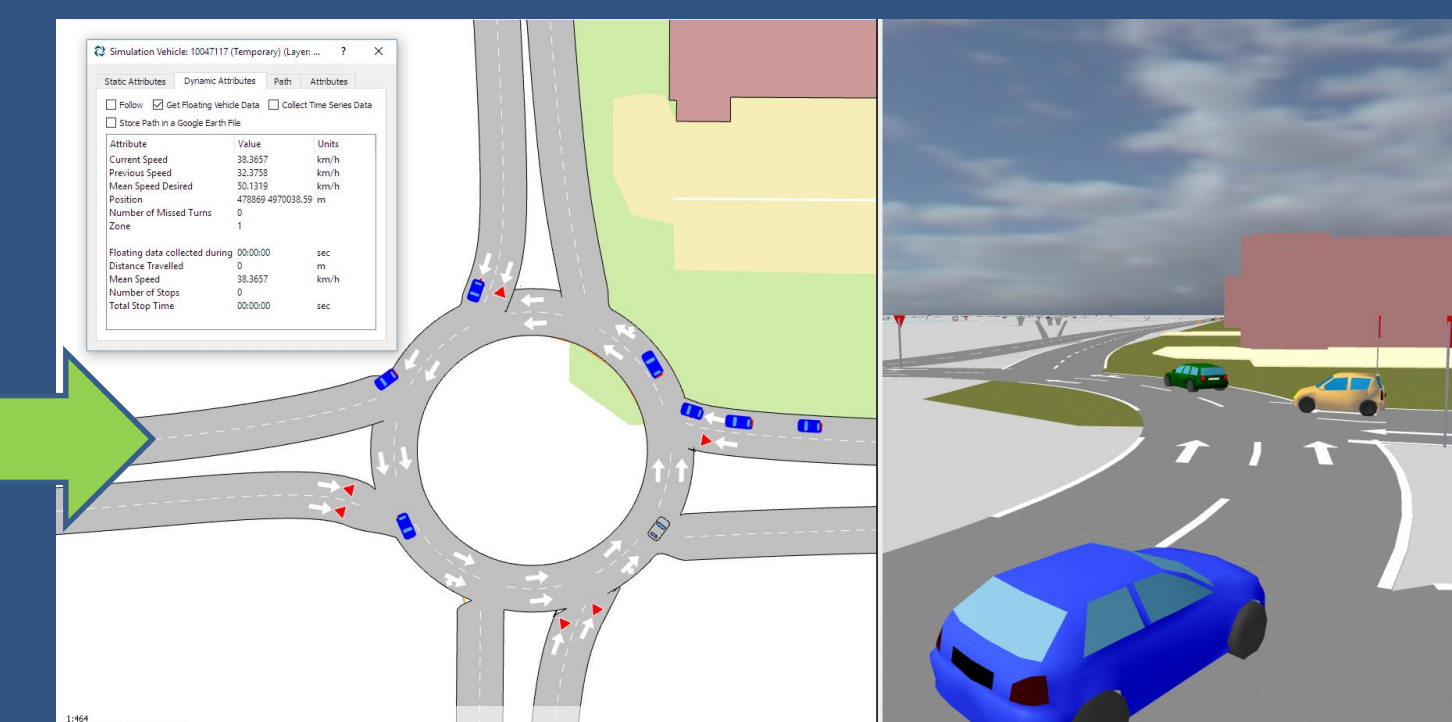 Simulation Vehicle: 10047117 (Temporary) (Layer: ... ? ×
Static Attributes Dynamic Attributes Path Attributes
Follow Get Floating Vehicle Data Collect Time Series Data
Store Path in a Google Earth File
Attribute Value Units
Current Speed 38.3657 km/h
Previous Speed 32.3758 km/h
Mean Speed Desired 50.1319 km/h
Position 478869 4970038.59 m
Number of Missed Turns 0
Zone 1
Floating data collected during 00:00:00 sec
Distance Travelled 0 m
Mean Speed 38.3657 km/h
Number of Stops 0
Total Stop Time 00:00:00 sec
1:464